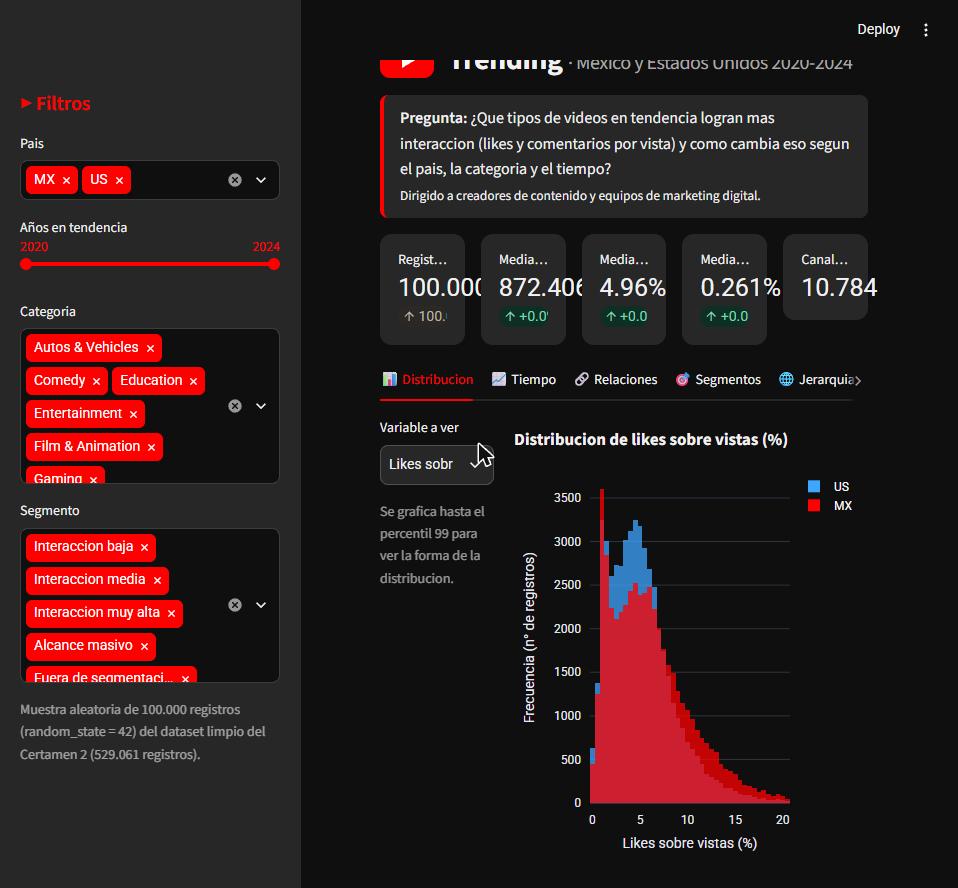 Deploy
Filtros
Pais
MX ×
US ×
Años en tendencia
2020
2024
Categoria
Autos & Vehicles ×
Comedy ×
Education ×
Entertainment ×
Film & Animation ×
Gaming ×
Segmento
Interaccion baja ×
Interaccion media ×
Interaccion muy alta ×
Alcance masivo ×
Fuera de segmentaci... ×
Muestra aleatoria de 100.000 registros
(random_state = 42) del dataset limpio del
Certamen 2 (529.061 registros).
Trending · Mexico y Estados Unidos 2020-2024
Pregunta: ¿Que tipos de videos en tendencia logran mas
interaccion (likes y comentarios por vista) y como cambia eso segun
el pais, la categoria y el tiempo?
Dirigido a creadores de contenido y equipos de marketing digital.
Regist...
100.000
↑ 100.
Media...
872.406
↑ +0.0
Media...
4.96%
↑ +0.0
Media...
0.261%
↑ +0.0
Canal...
10.784
Distribucion
Tiempo
Relaciones
Segmentos
Jerarquia
Variable a ver
Likes sobr
Se grafica hasta el
percentil 99 para
ver la forma de la
distribucion.
Distribucion de likes sobre vistas (%)
US
MX
Frecuencia (n° de registros)
3500
3000
2500
2000
1500
1000
500
0
0
5
10
15
20
Likes sobre vistas (%)